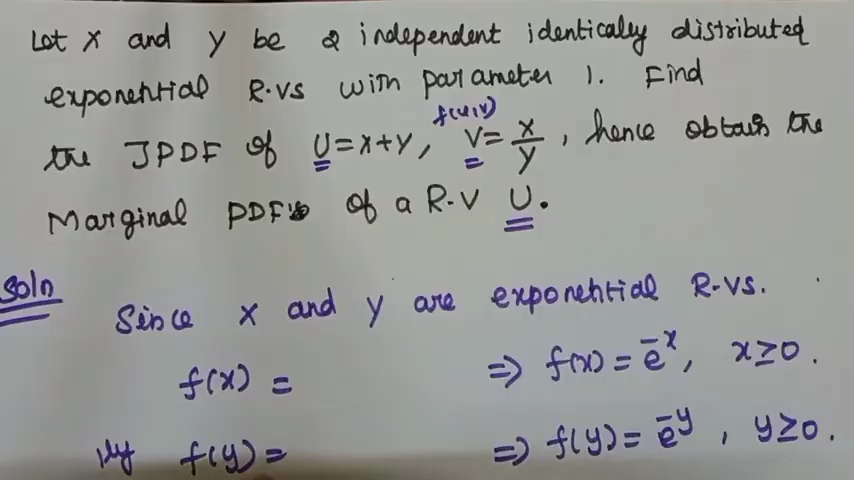 Let X and Y be 2 independent identically distributed
exponential R.Vs with parameter 1. Find
f(u,v)
the JPDF of U=X+Y, V=X/Y, hence obtain the
Marginal PDF's of a R.V U.
Soln
Since X and Y are exponential R.Vs.
f(x) = ⇒ f(x) = e^-x, x≥0.
lly f(y) = ⇒ f(y) = e^-y, y≥0.